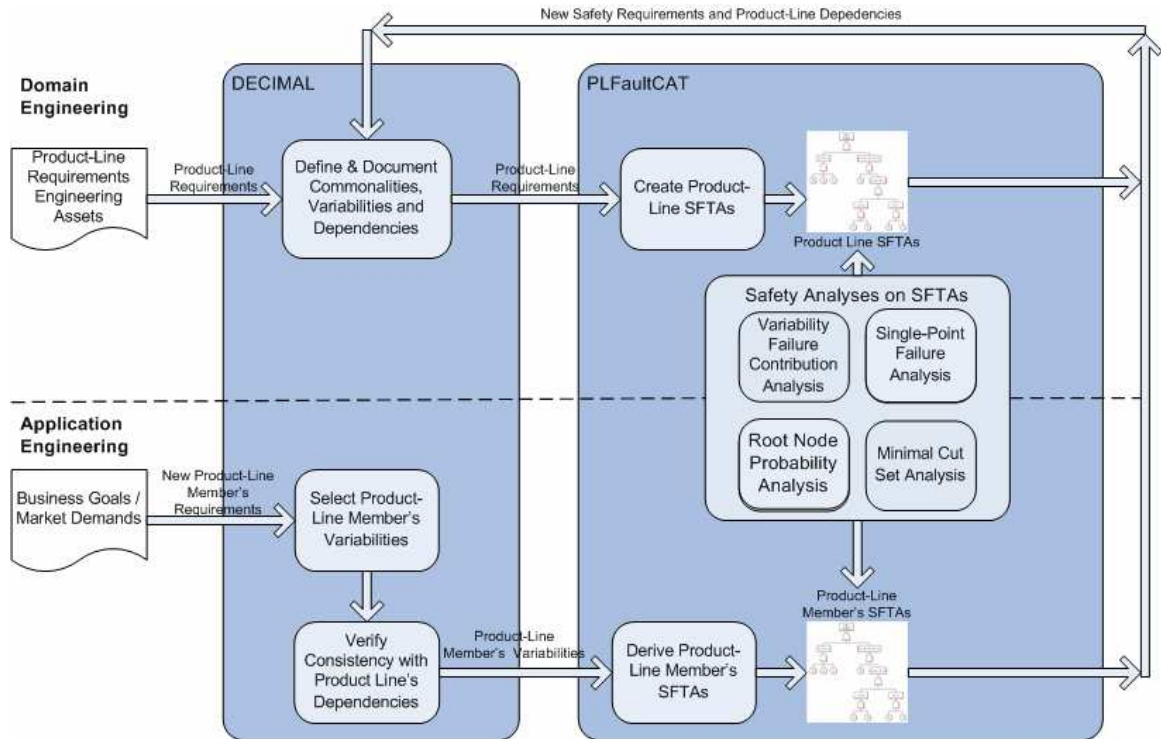 New Safety Requirements and Product-Line Depedencies
Domain
Engineering
DECIMAL
PLFaultCAT
Product-Line
Requirements
Engineering
Assets
Product-Line
Requirements
Define & Document
Commonalities,
Variabilities and
Dependencies
Product-Line
Requirements
Create Product-
Line SFTAs
Product Line SFTAs
Safety Analyses on SFTAs
Variability
Failure
Contribution
Analysis
Single-Point
Failure
Analysis
Root Node
Probability
Analysis
Minimal Cut
Set Analysis
Application
Engineering
Business Goals /
Market Demands
New Product-Line
Member's
Requirements
Select Product-
Line Member's
Variabilities
Verify
Consistency with
Product Line's
Dependencies
Product-Line
Member's Variabilities
Derive Product-
Line Member's
SFTAs
Product-Line
Member's SFTAs